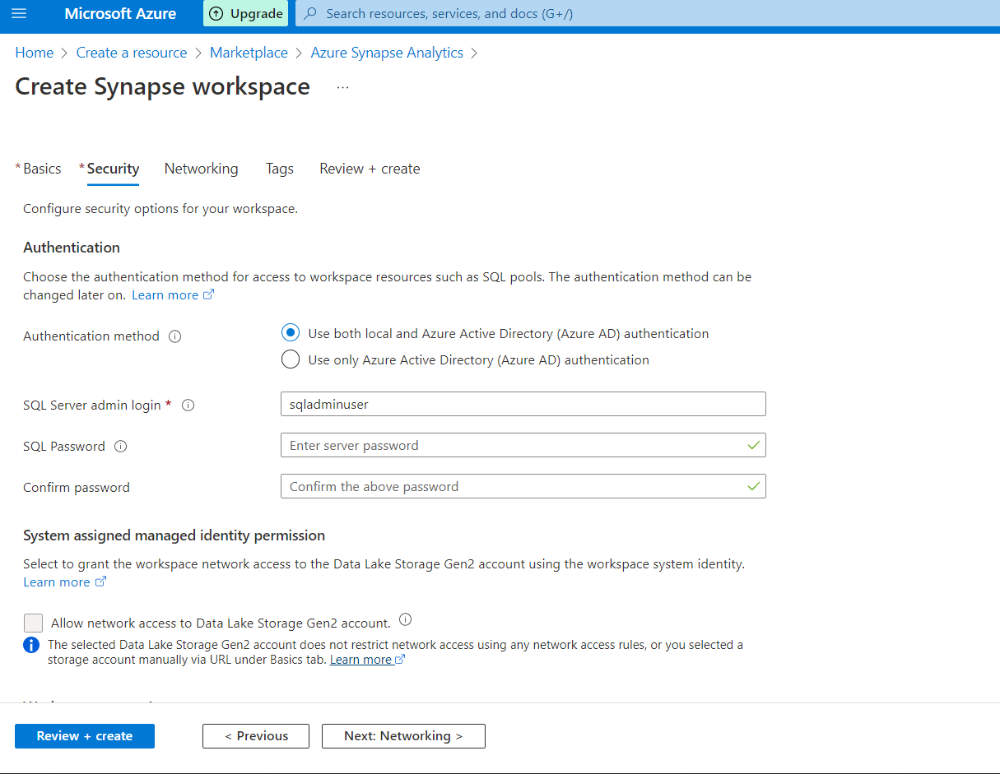 Microsoft Azure Upgrade Search resources, services, and docs (G+/)
Home > Create a resource > Marketplace > Azure Synapse Analytics >
Create Synapse workspace ...
* Basics * Security Networking Tags Review + create
Configure security options for your workspace.
Authentication
Choose the authentication method for access to workspace resources such as SQL pools. The authentication method can be
changed later on. Learn more
Authentication method Use both local and Azure Active Directory (Azure AD) authentication
Use only Azure Active Directory (Azure AD) authentication
SQL Server admin login * sqladminuser
SQL Password Enter server password
Confirm password Confirm the above password
System assigned managed identity permission
Select to grant the workspace network access to the Data Lake Storage Gen2 account using the workspace system identity.
Learn more
Allow network access to Data Lake Storage Gen2 account.
The selected Data Lake Storage Gen2 account does not restrict network access using any network access rules, or you selected a
storage account manually via URL under Basics tab. Learn more
Review + create < Previous Next: Networking >